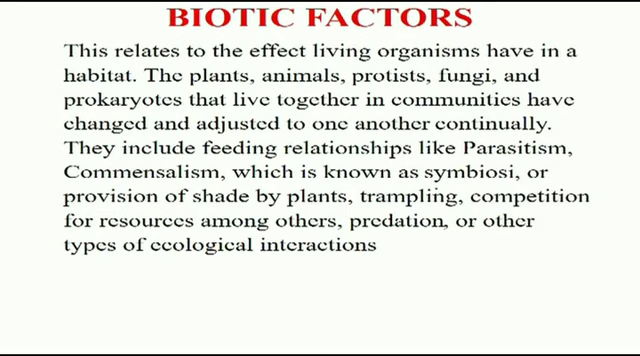 BIOTIC FACTORS
This relates to the effect living organisms have in a
habitat. The plants, animals, protists, fungi, and
prokaryotes that live together in communities have
changed and adjusted to one another continually.
They include feeding relationships like Parasitism,
Commensalism, which is known as symbiosi, or
provision of shade by plants, trampling, competition
for resources among others, predation, or other
types of ecological interactions